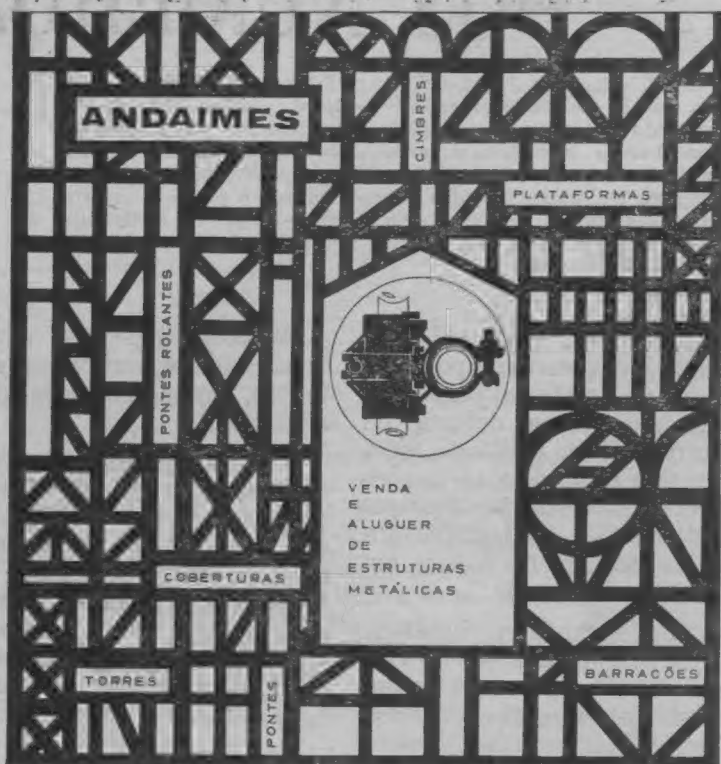 ANDAIMES
CIMBRES
PLATAFORMAS
PONTES ROLANTES
VENDA
E
ALUGUER
DE
ESTRUTURAS
METÁLICAS
COBERTURAS
TORRES
PONTES
BARRACÕES